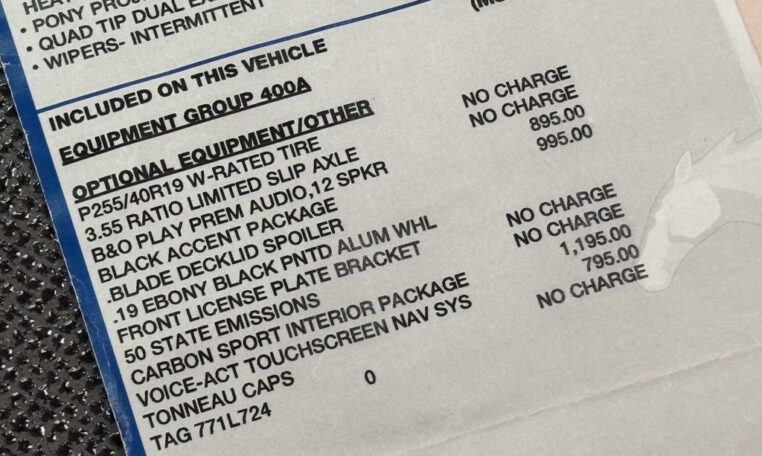 • PONY PROJ
• QUAD TIP DUAL EX
• WIPERS- INTERMITTENT
INCLUDED ON THIS VEHICLE
EQUIPMENT GROUP 400A
OPTIONAL EQUIPMENT/OTHER
P255/40R19 W-RATED TIRE NO CHARGE
3.55 RATIO LIMITED SLIP AXLE NO CHARGE
B&O PLAY PREM AUDIO,12 SPKR 895.00
BLACK ACCENT PACKAGE 995.00
.BLADE DECKLID SPOILER
.19 EBONY BLACK PNTD ALUM WHL
FRONT LICENSE PLATE BRACKET NO CHARGE
50 STATE EMISSIONS NO CHARGE
CARBON SPORT INTERIOR PACKAGE 1,195.00
VOICE-ACT TOUCHSCREEN NAV SYS 795.00
TONNEAU CAPS NO CHARGE
TAG 771L724 0